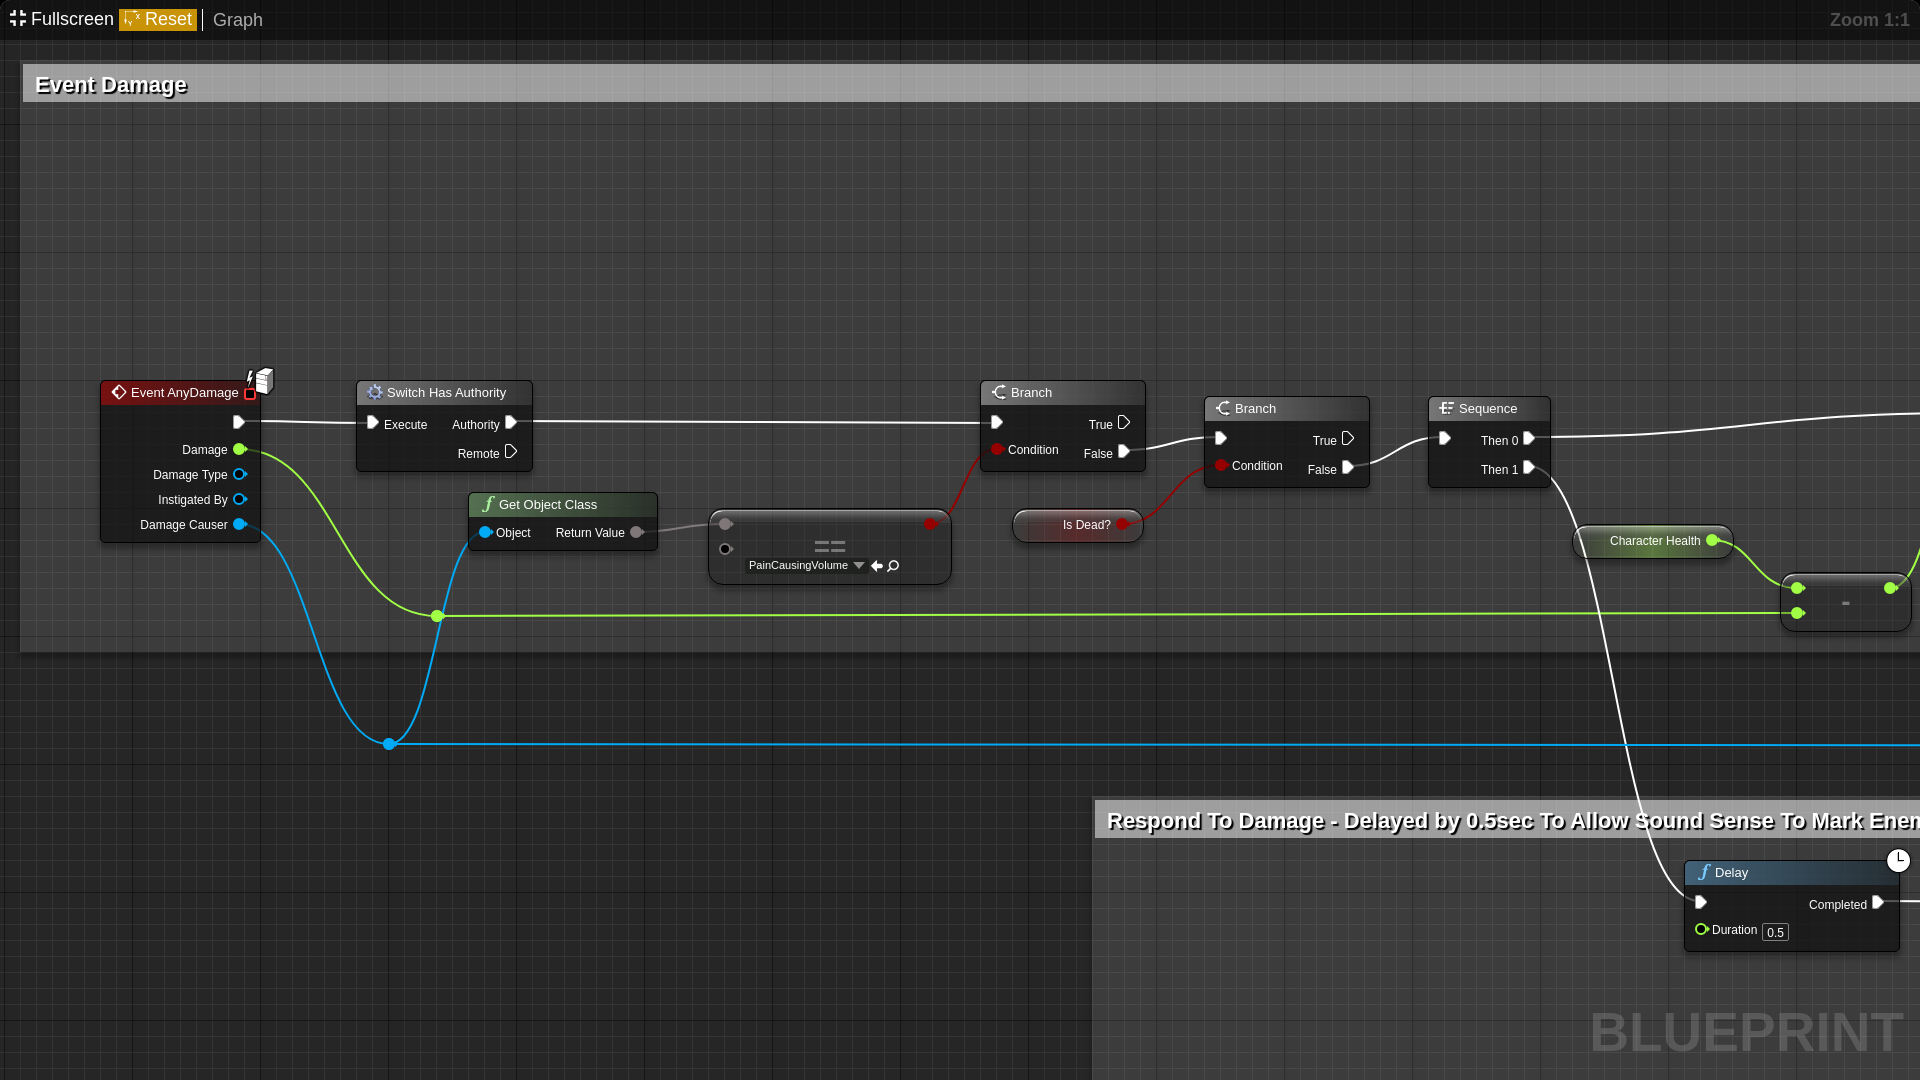 Fullscreen Reset Graph Zoom 1:1
Event Damage
Event AnyDamage
Damage
Damage Type
Instigated By
Damage Causer
Switch Has Authority
Execute Authority
Remote
Get Object Class
Object Return Value
==
PainCausingVolume
Branch
True
Condition
False
Is Dead?
Branch
True
Condition
False
Sequence
Then 0
Then 1
Character Health
-
Respond To Damage - Delayed by 0.5sec To Allow Sound Sense To Mark Enem
Delay
Completed
Duration 0.5
BLUEPRINT